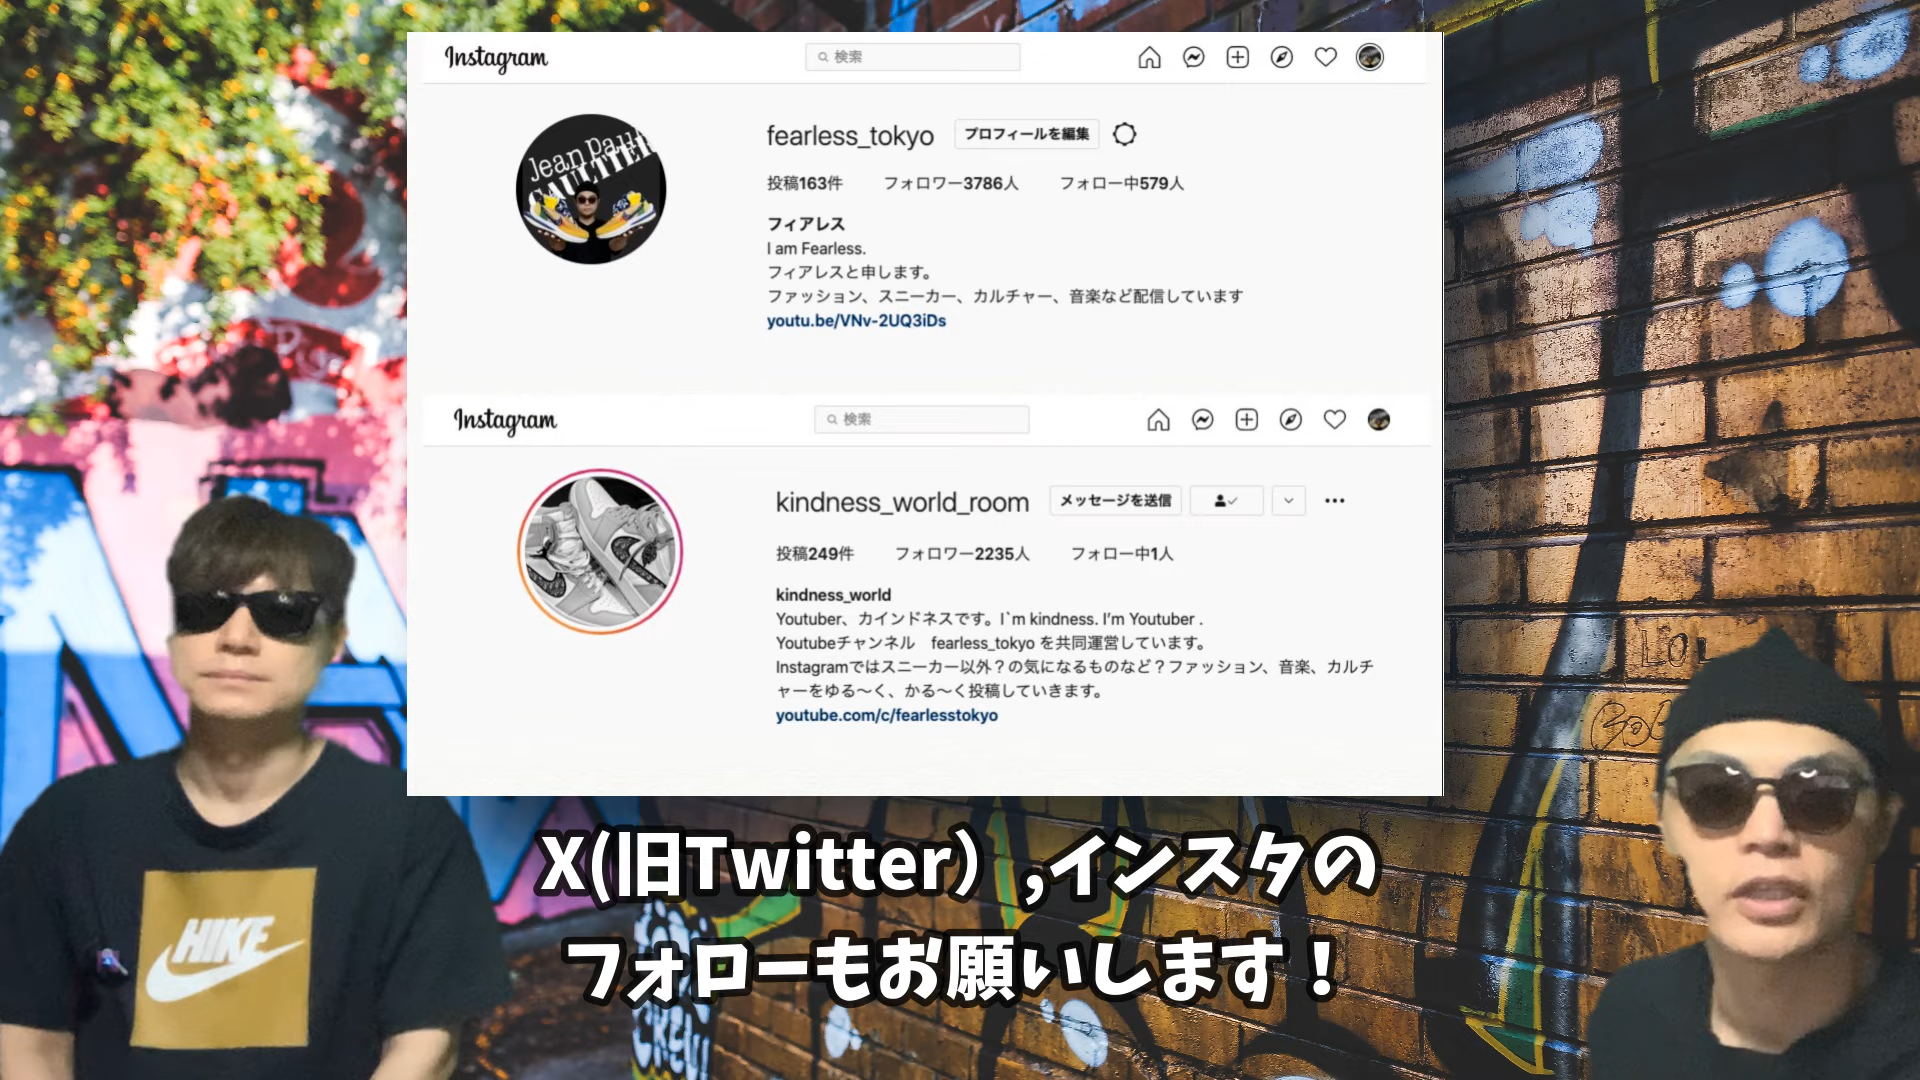 Instagram
検索
fearless_tokyo
プロフィールを編集
投稿163件 フォロワー3786人 フォロー中579人
フィアレス
I am Fearless.
フィアレスと申します。
ファッション、スニーカー、カルチャー、音楽など配信しています
youtu.be/VNv-2UQ3iDs
Jean Paul
GAULTIER
Instagram
検索
kindness_world_room
メッセージを送信
投稿249件 フォロワー2235人 フォロー中1人
kindness_world
Youtuber、カインドネスです。I`m kindness. I’m Youtuber .
Youtubeチャンネル　fearless_tokyo を共同運営しています。
Instagramではスニーカー以外？の気になるものなど？ファッション、音楽、カルチ
ャーをゆる〜く、かる〜く投稿していきます。
youtube.com/c/fearlesstokyo
LOL
X(旧Twitter）,インスタの
フォローもお願いします！